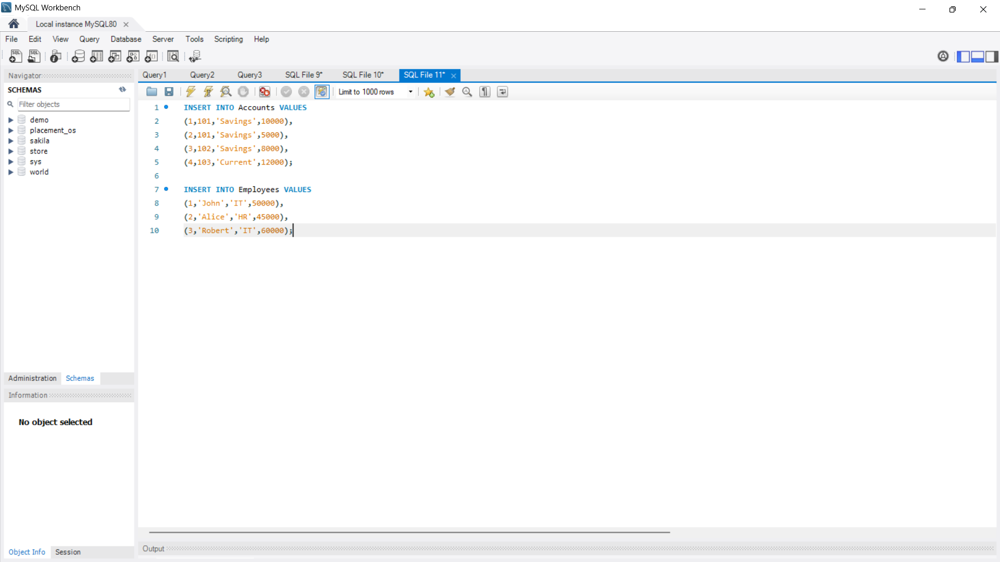 MySQL Workbench
Local instance MySQL80
File Edit View Query Database Server Tools Scripting Help
Navigator
SCHEMAS
Filter objects
demo
placement_os
sakila
store
sys
world
Administration Schemas
Information
No object selected
Object Info Session
Query1 Query2 Query3 SQL File 9* SQL File 10* SQL File 11*
Limit to 1000 rows
1 INSERT INTO Accounts VALUES
2 (1,101,'Savings',10000),
3 (2,101,'Savings',5000),
4 (3,102,'Savings',8000),
5 (4,103,'Current',12000);
6
7 INSERT INTO Employees VALUES
8 (1,'John','IT',50000),
9 (2,'Alice','HR',45000),
10 (3,'Robert','IT',60000);
Output